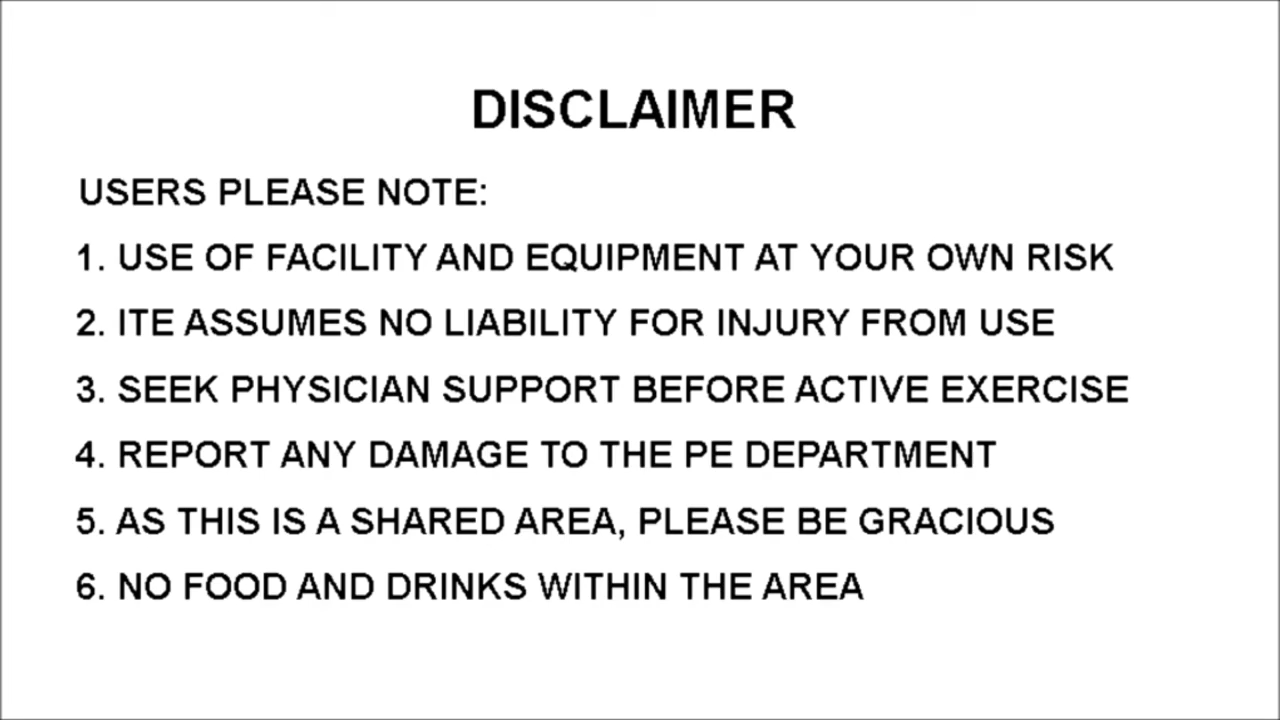 DISCLAIMER
USERS PLEASE NOTE:
1. USE OF FACILITY AND EQUIPMENT AT YOUR OWN RISK
2. ITE ASSUMES NO LIABILITY FOR INJURY FROM USE
3. SEEK PHYSICIAN SUPPORT BEFORE ACTIVE EXERCISE
4. REPORT ANY DAMAGE TO THE PE DEPARTMENT
5. AS THIS IS A SHARED AREA, PLEASE BE GRACIOUS
6. NO FOOD AND DRINKS WITHIN THE AREA